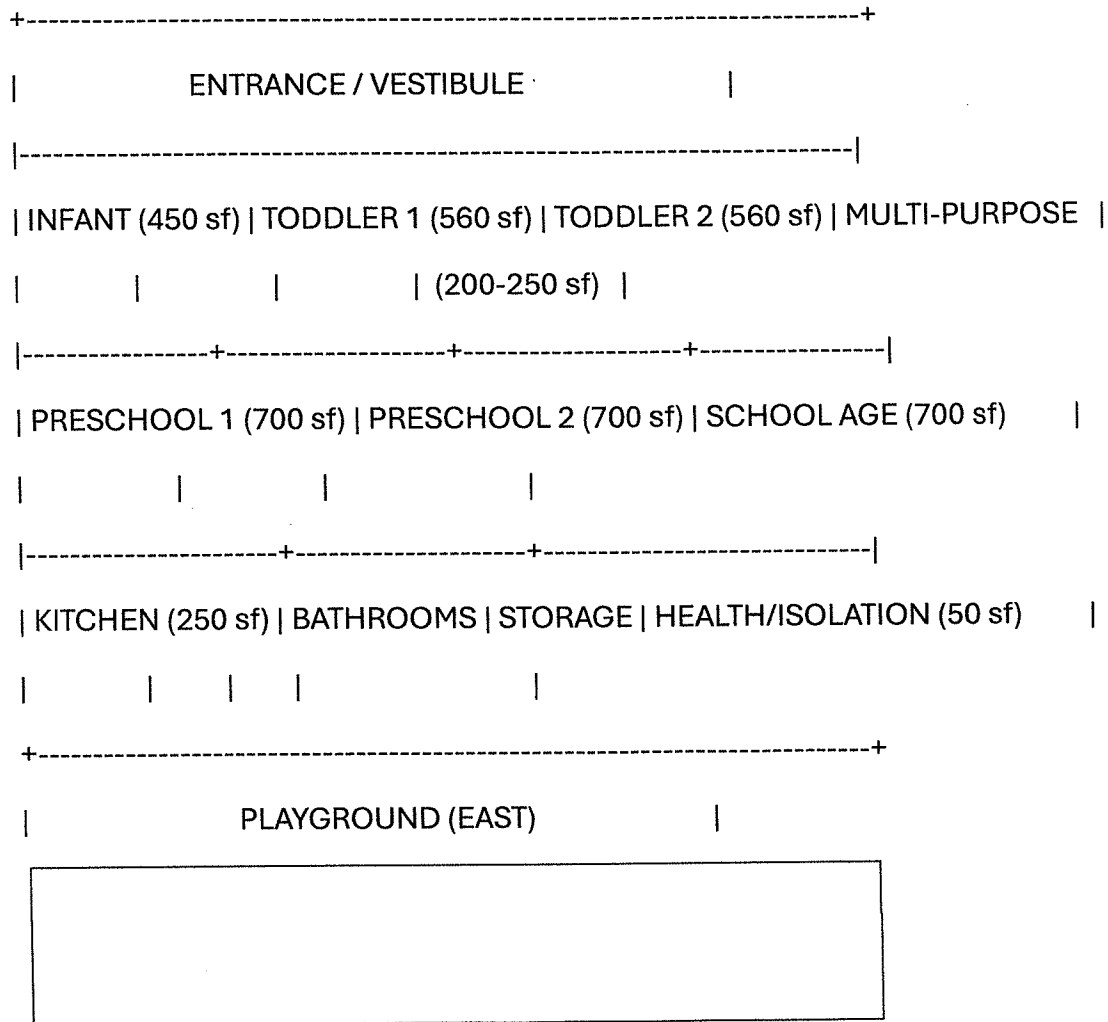 +---------------------------------------------------------------------------+
| ENTRANCE / VESTIBULE |
|---------------------------------------------------------------------------|
| INFANT (450 sf) | TODDLER 1 (560 sf) | TODDLER 2 (560 sf) | MULTI-PURPOSE |
| | | | (200-250 sf) |
|-----------------+--------------------+--------------------+-----------------|
| PRESCHOOL 1 (700 sf) | PRESCHOOL 2 (700 sf) | SCHOOL AGE (700 sf) |
| | | |
|-----------------------+---------------------+------------------------------|
| KITCHEN (250 sf) | BATHROOMS | STORAGE | HEALTH/ISOLATION (50 sf) |
| | | | |
+---------------------------------------------------------------------------+
| PLAYGROUND (EAST) |